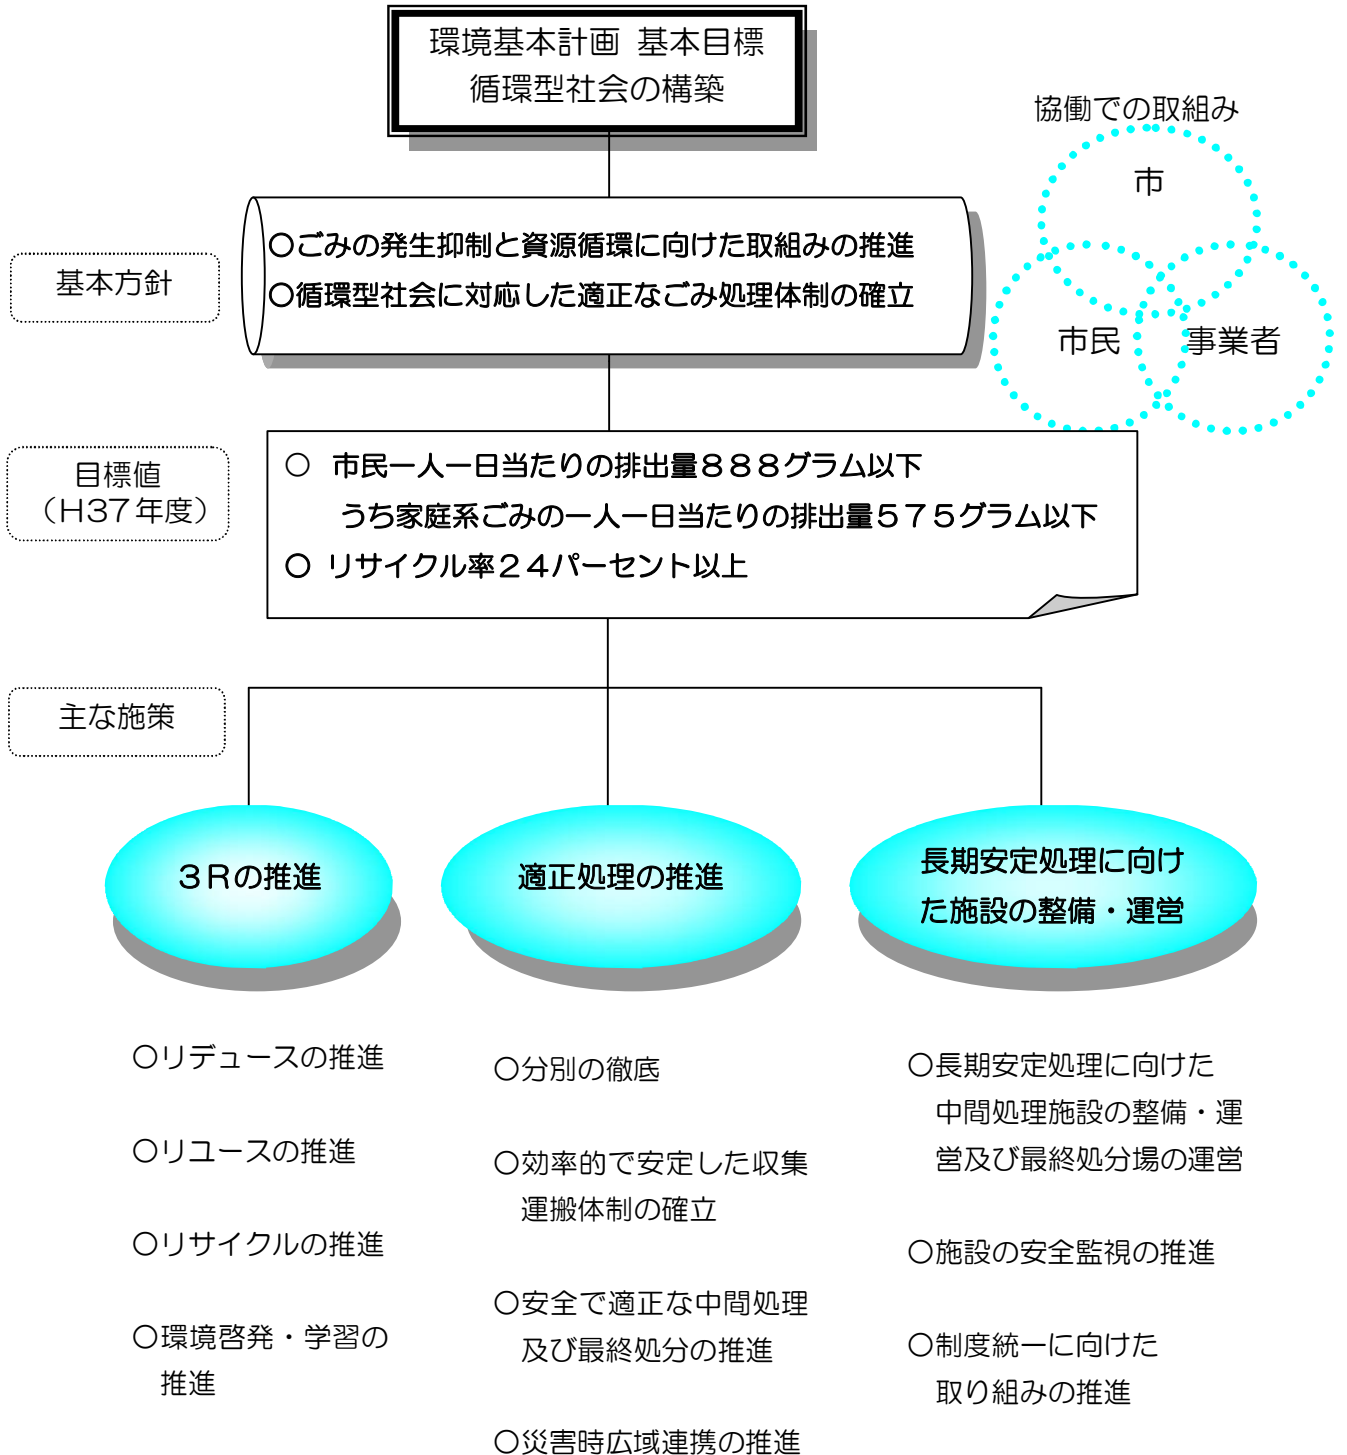 環境基本計画 基本目標
循環型社会の構築
協働での取組み
市
市民
事業者
基本方針
〇ごみの発生抑制と資源循環に向けた取組みの推進
〇循環型社会に対応した適正なごみ処理体制の確立
目標値
（H37年度）
〇 市民一人一日当たりの排出量888グラム以下
うち家庭系ごみの一人一日当たりの排出量575グラム以下
〇 リサイクル率24パーセント以上
主な施策
3Rの推進
〇リデュースの推進
〇リユースの推進
〇リサイクルの推進
〇環境啓発・学習の
推進
適正処理の推進
〇分別の徹底
〇効率的で安定した収集
運搬体制の確立
〇安全で適正な中間処理
及び最終処分の推進
〇災害時広域連携の推進
長期安定処理に向け
た施設の整備・運営
〇長期安定処理に向けた
中間処理施設の整備・運
営及び最終処分場の運営
〇施設の安全監視の推進
〇制度統一に向けた
取り組みの推進